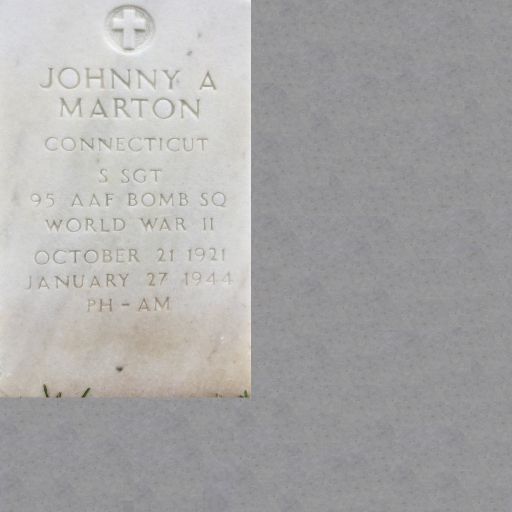 JOHNNY A
MARTON
CONNECTICUT
S SGT
95 AAF BOMB SQ
WORLD WAR II
OCTOBER 21 1921
JANUARY 27 1944
PH-AM